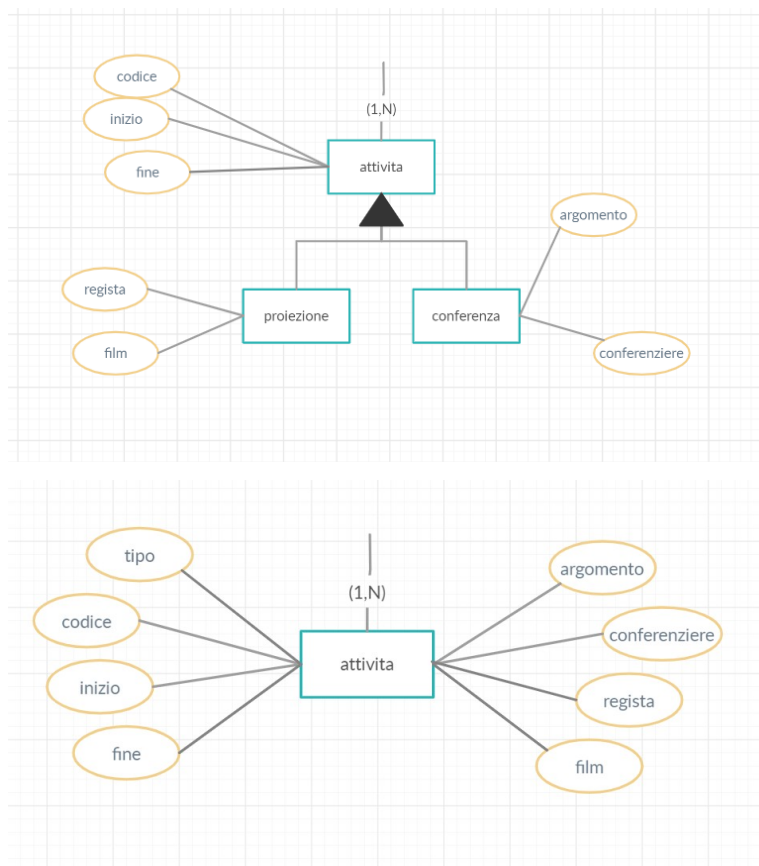 codice
(1,N)
inizio
attivita
fine
argomento
regista
proiezione
conferenza
film
conferenziere
tipo
argomento
(1,N)
codice
conferenziere
attivita
inizio
regista
fine
film